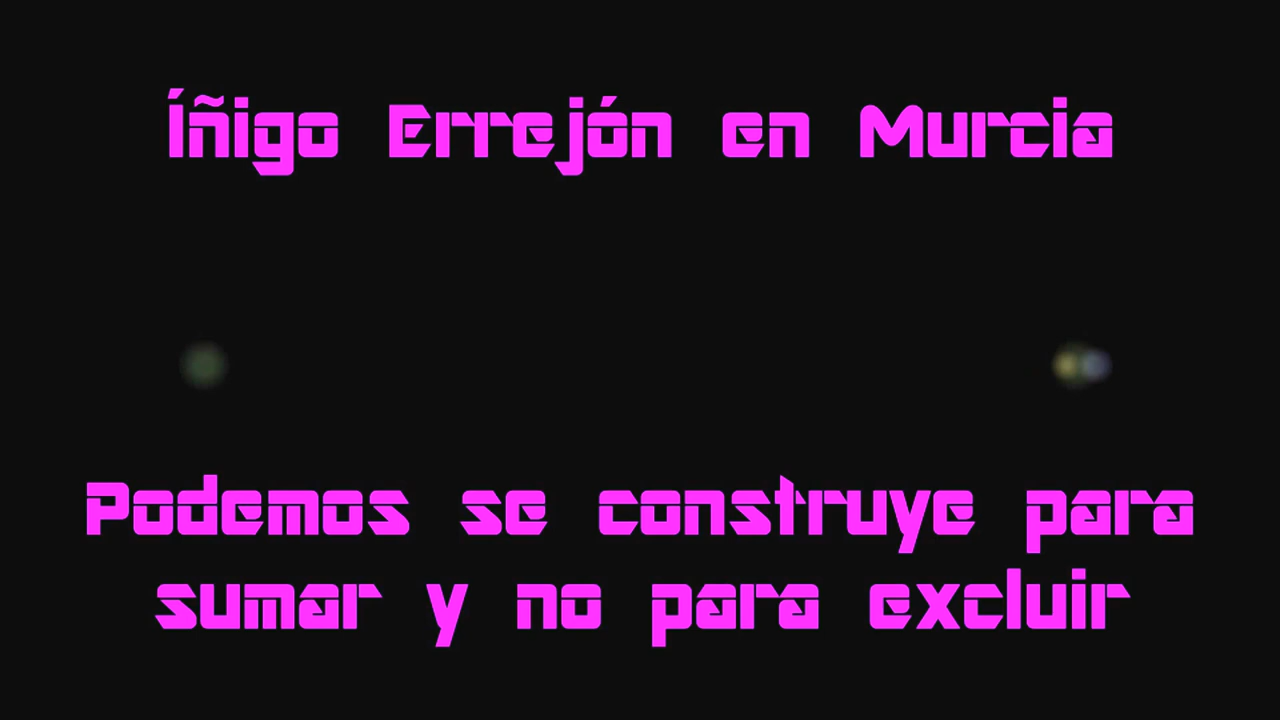 Íñigo Errejón en Murcia
Podemos se construye para
sumar y no para excluir